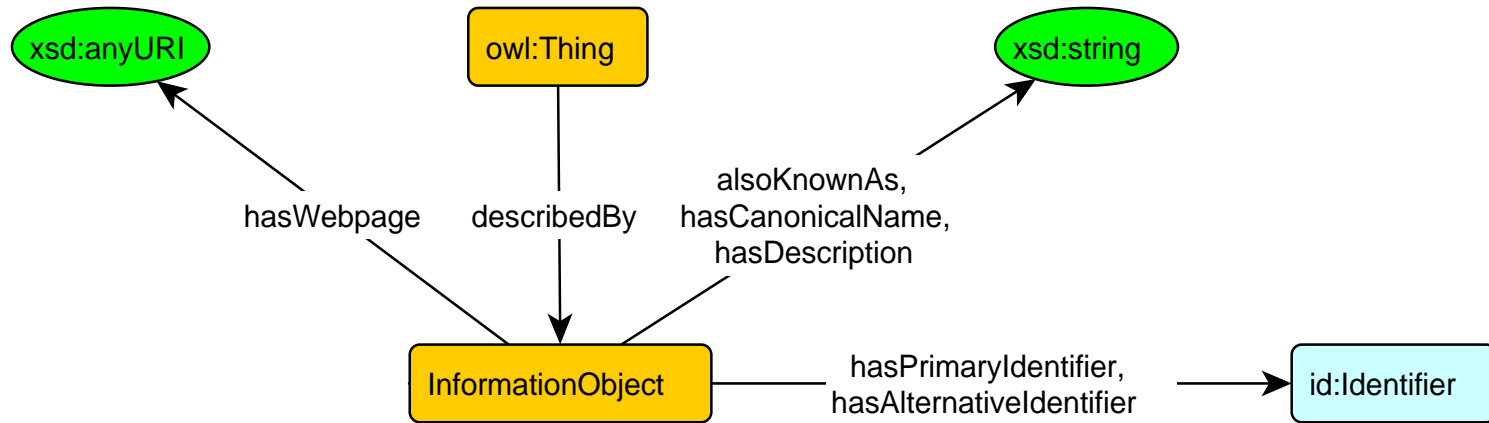 xsd:anyURI
owl:Thing
xsd:string
hasWebpage
describedBy
alsoKnownAs,
hasCanonicalName,
hasDescription
InformationObject
hasPrimaryIdentifier,
hasAlternativeIdentifier
id:Identifier